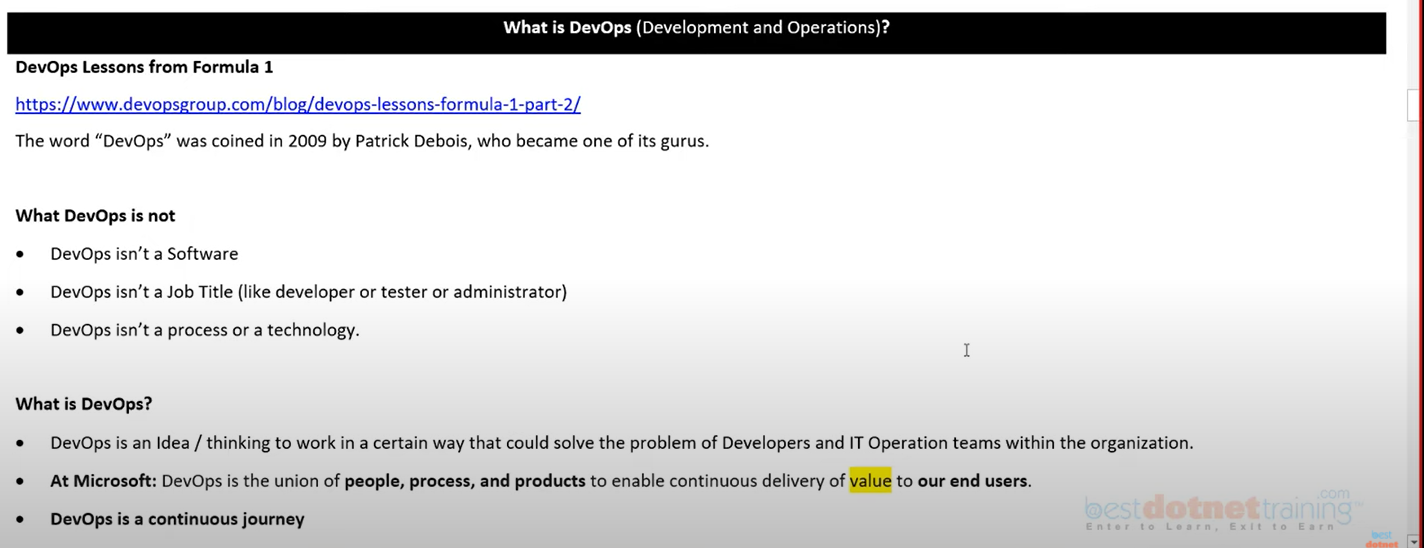 What is DevOps (Development and Operations)?
DevOps Lessons from Formula 1
https://www.devopsgroup.com/blog/devops-lessons-formula-1-part-2/
The word “DevOps” was coined in 2009 by Patrick Debois, who became one of its gurus.
What DevOps is not
• DevOps isn’t a Software
• DevOps isn’t a Job Title (like developer or tester or administrator)
• DevOps isn’t a process or a technology.
What is DevOps?
• DevOps is an Idea / thinking to work in a certain way that could solve the problem of Developers and IT Operation teams within the organization.
• At Microsoft: DevOps is the union of people, process, and products to enable continuous delivery of value to our end users.
• DevOps is a continuous journey
bestdotnettraining.com
Enter to Learn, Exit to Earn
best
dotnet